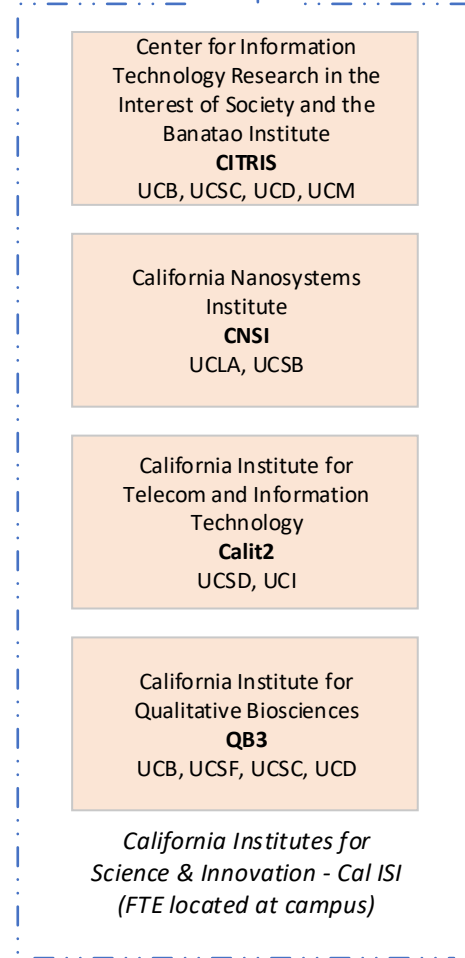 Center for Information
Technology Research in the
Interest of Society and the
Banatao Institute
CITRIS
UCB, UCSC, UCD, UCM
California Nanosystems
Institute
CNSI
UCLA, UCSB
California Institute for
Telecom and Information
Technology
Calit2
UCSD, UCI
California Institute for
Qualitative Biosciences
QB3
UCB, UCSF, UCSC, UCD
California Institutes for
Science & Innovation - Cal ISI
(FTE located at campus)